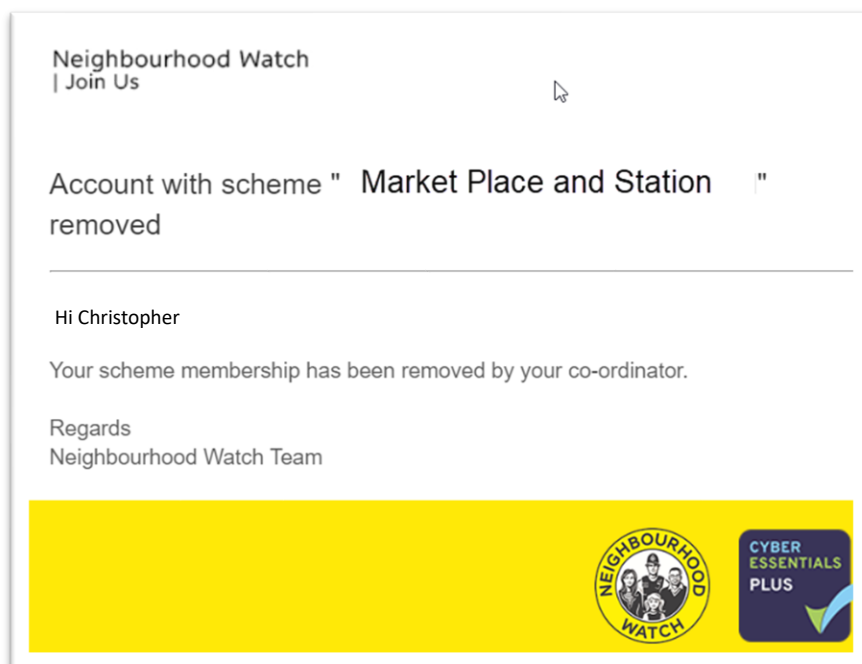 Neighbourhood Watch
| Join Us
Account with scheme " Market Place and Station "
removed
Hi Christopher
Your scheme membership has been removed by your co-ordinator.
Regards
Neighbourhood Watch Team
NEIGHBOURHOOD
WATCH
CYBER
ESSENTIALS
PLUS